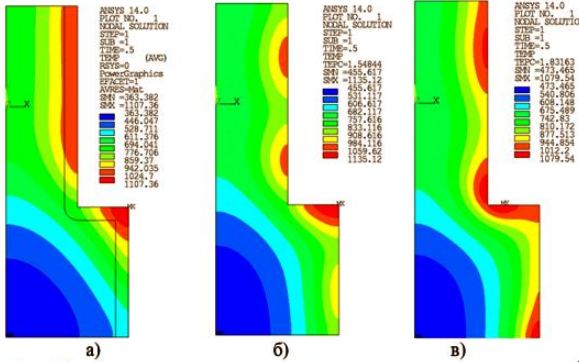 ANSYS 14.0
PLOT NO. 1
NODAL SOLUTION
STEP=1
SUB =1
TIME=.5
TEMP (AVG)
RSYS=0
PowerGraphics
EFACET=1
AVRES=Mat
SMN =363.382
SMX =1107.36
363.382
446.047
528.711
611.376
694.041
776.706
859.37
942.035
1024.7
1107.36
X
MX
а)
ANSYS 14.0
PLOT NO. 1
NODAL SOLUTION
STEP=1
SUB =1
TIME=.5
TEMP
TEPC=1.54844
SMN =455.617
SMX =1135.12
455.617
531.117
606.617
682.117
757.616
833.116
908.616
984.116
1059.62
1135.12
X
MX
б)
ANSYS 14.0
PLOT NO. 1
NODAL SOLUTION
STEP=1
SUB =1
TIME=.5
TEMP
TEPC=1.83163
SMN =473.465
SMX =1079.54
473.465
540.806
608.148
675.489
742.83
810.172
877.513
944.854
1012.2
1079.54
X
MX
в)